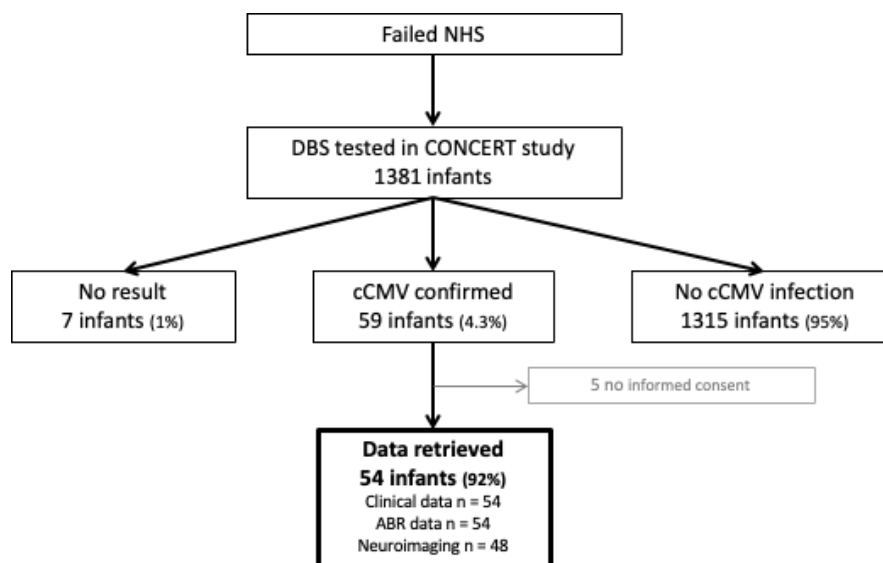 Failed NHS
DBS tested in CONCERT study
1381 infants
No result
7 infants (1%)
cCMV confirmed
59 infants (4.3%)
No cCMV infection
1315 infants (95%)
5 no informed consent
Data retrieved
54 infants (92%)
Clinical data n = 54
ABR data n = 54
Neuroimaging n = 48